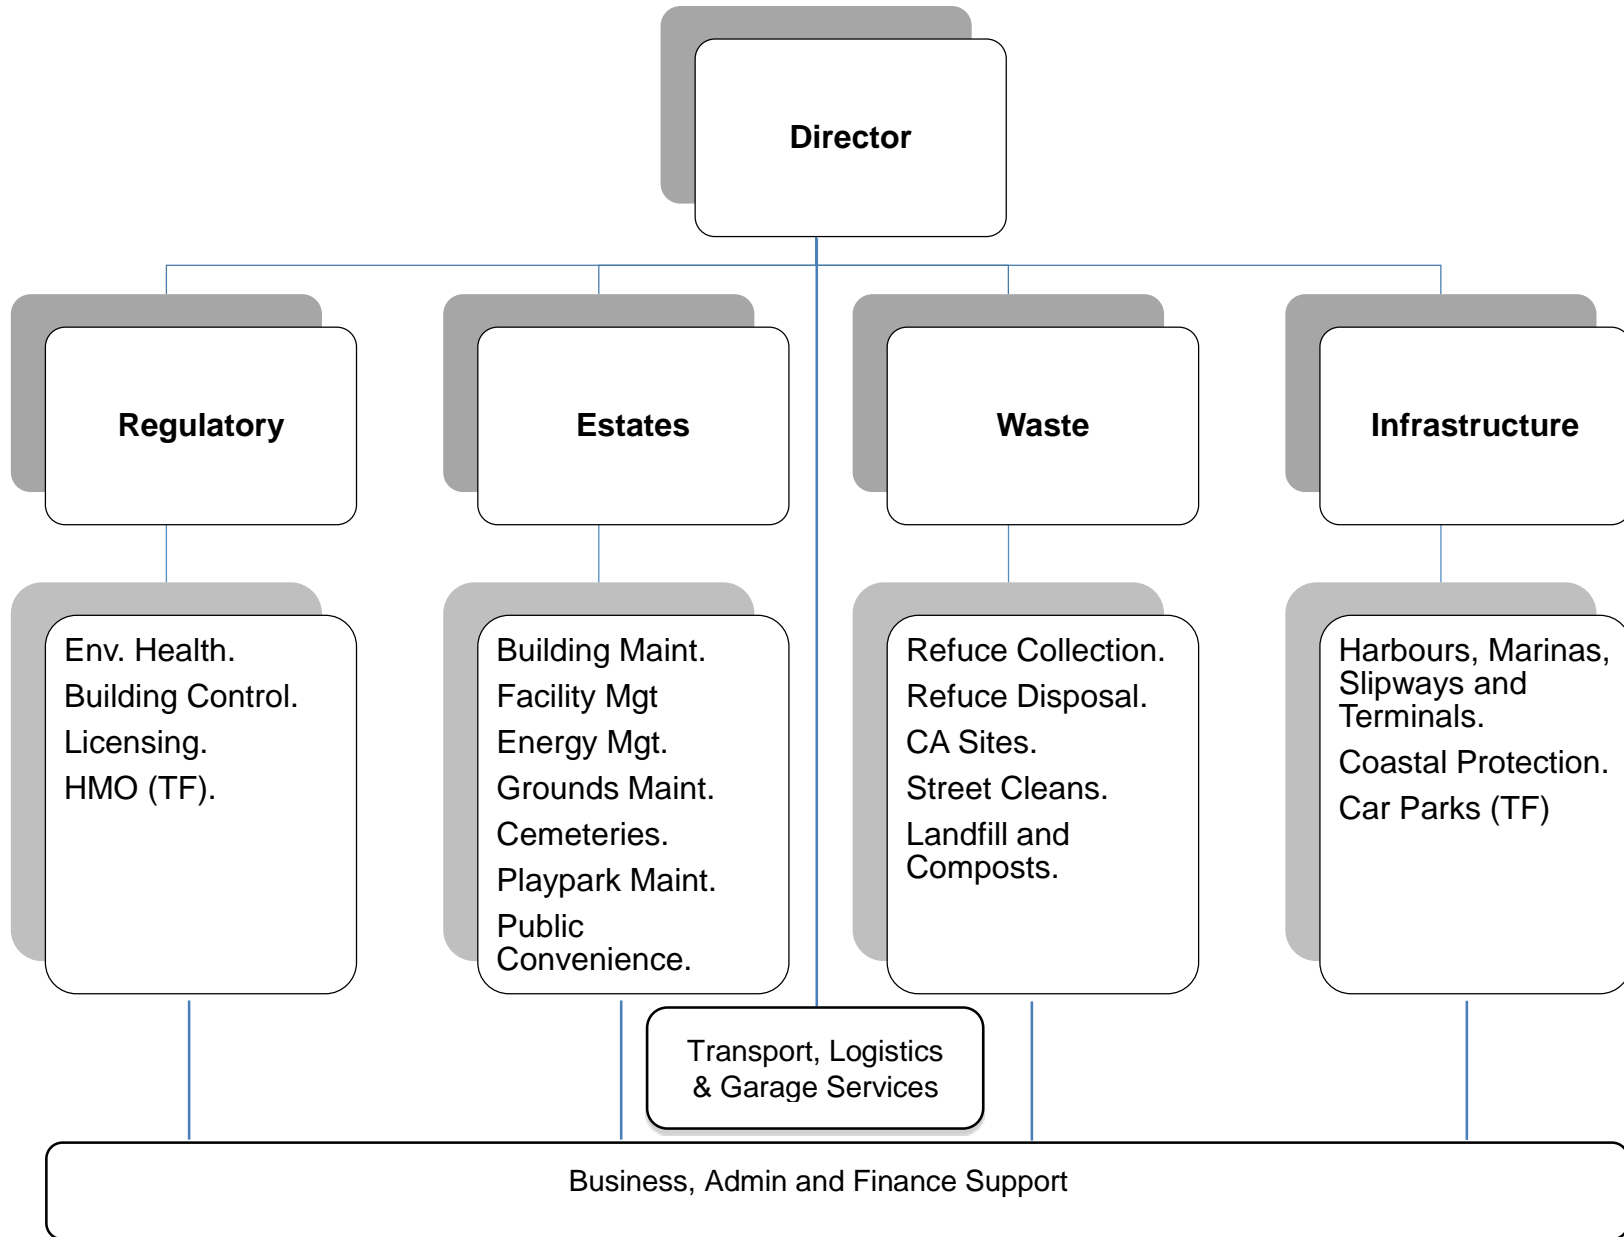 Director
Regulatory
Estates
Waste
Infrastructure
Env. Health.
Building Control.
Licensing.
HMO (TF).
Building Maint.
Facility Mgt
Energy Mgt.
Grounds Maint.
Cemeteries.
Playpark Maint.
Public
Convenience.
Refuce Collection.
Refuce Disposal.
CA Sites.
Street Cleans.
Landfill and
Composts.
Harbours, Marinas,
Slipways and
Terminals.
Coastal Protection.
Car Parks (TF)
Transport, Logistics
& Garage Services
Business, Admin and Finance Support